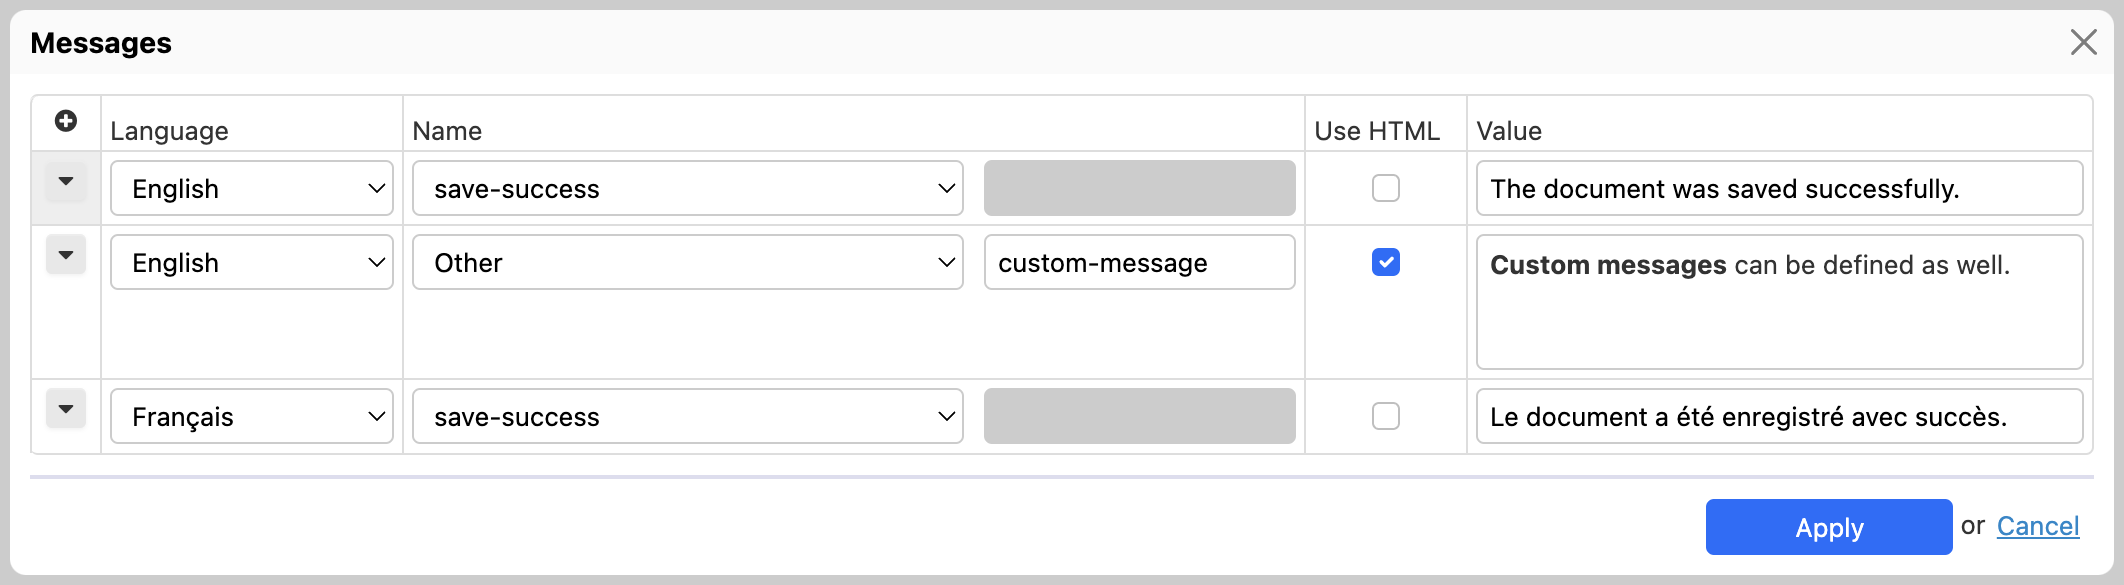 Messages
Language Name Use HTML Value
English save-success The document was saved successfully.
English Other custom-message Custom messages can be defined as well.
Français save-success Le document a été enregistré avec succès.
Apply or Cancel